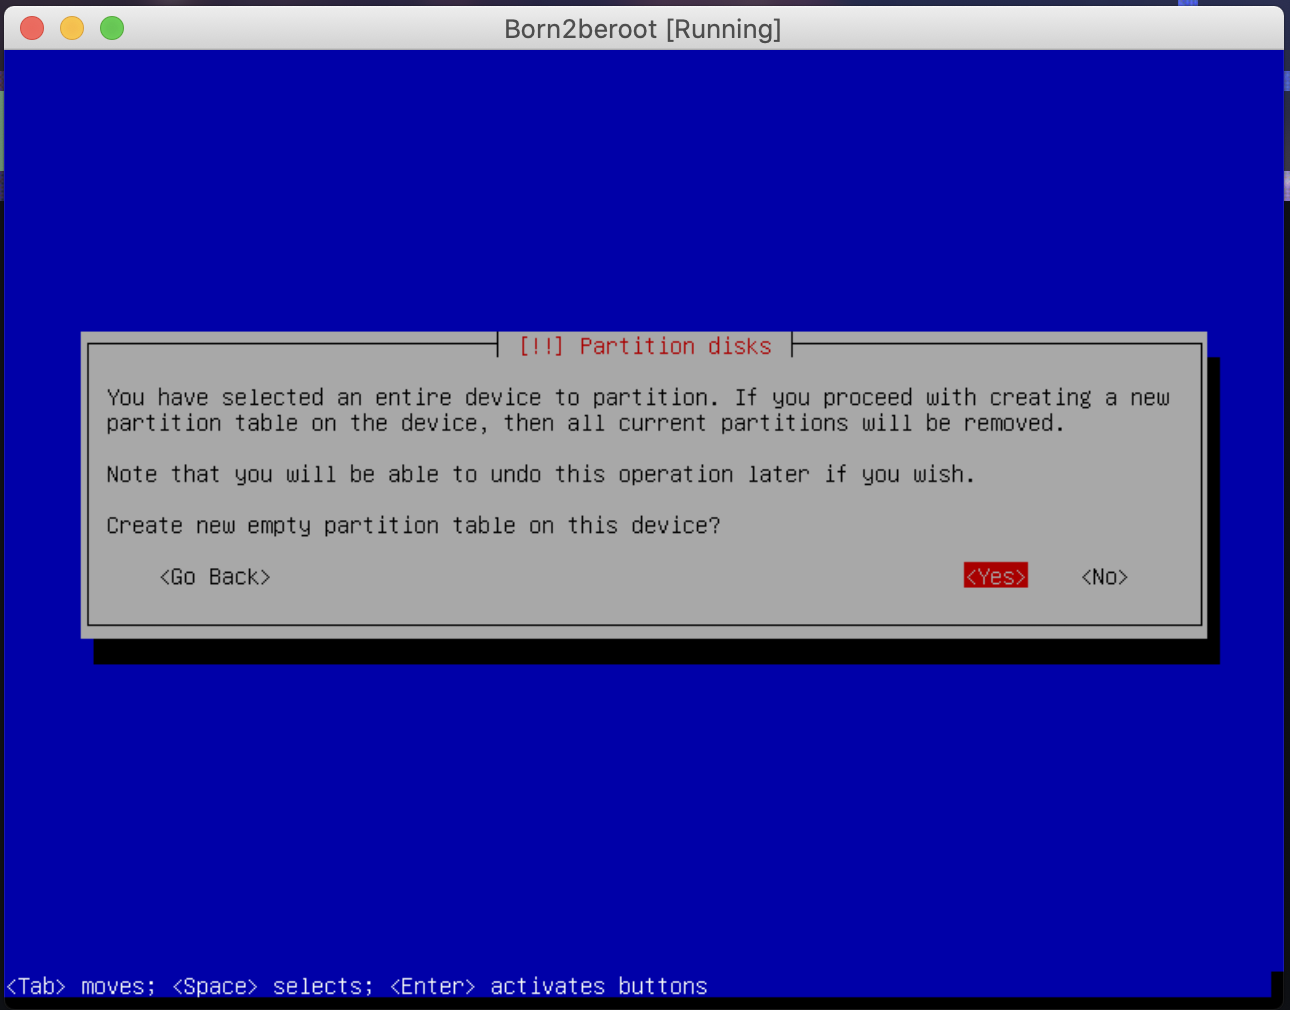 Born2beroot [Running]
[!!] Partition disks
You have selected an entire device to partition. If you proceed with creating a new
partition table on the device, then all current partitions will be removed.
Note that you will be able to undo this operation later if you wish.
Create new empty partition table on this device?
<Go Back> <Yes> <No>
<Tab> moves; <Space> selects; <Enter> activates buttons